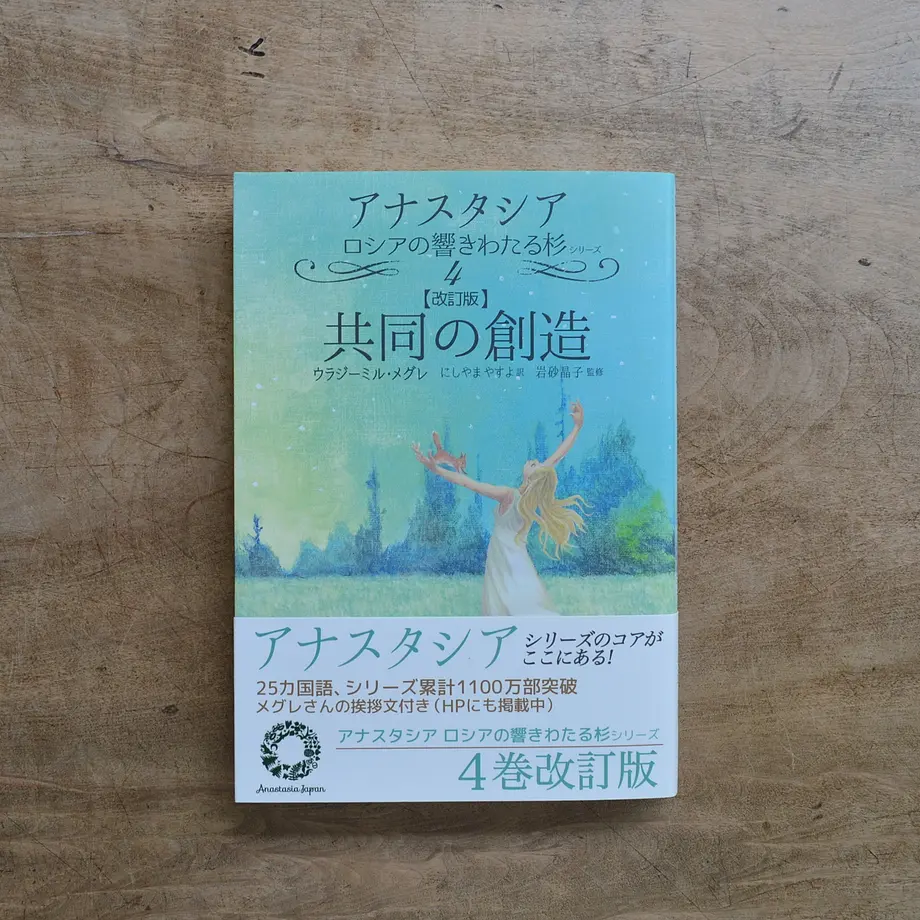 アナスタシア
ロシアの響きわたる杉 シリーズ
4
【改訂版】
共同の創造
ウラジーミル・メグレ にしやまやすよ 訳 岩砂晶子 監修
アナスタシア シリーズのコアが
ここにある!
25カ国語、シリーズ累計1100万部突破
メグレさんの挨拶文付き(HPにも掲載中)
アナスタシア ロシアの響きわたる杉シリーズ
4巻改訂版
Anastasia Japan